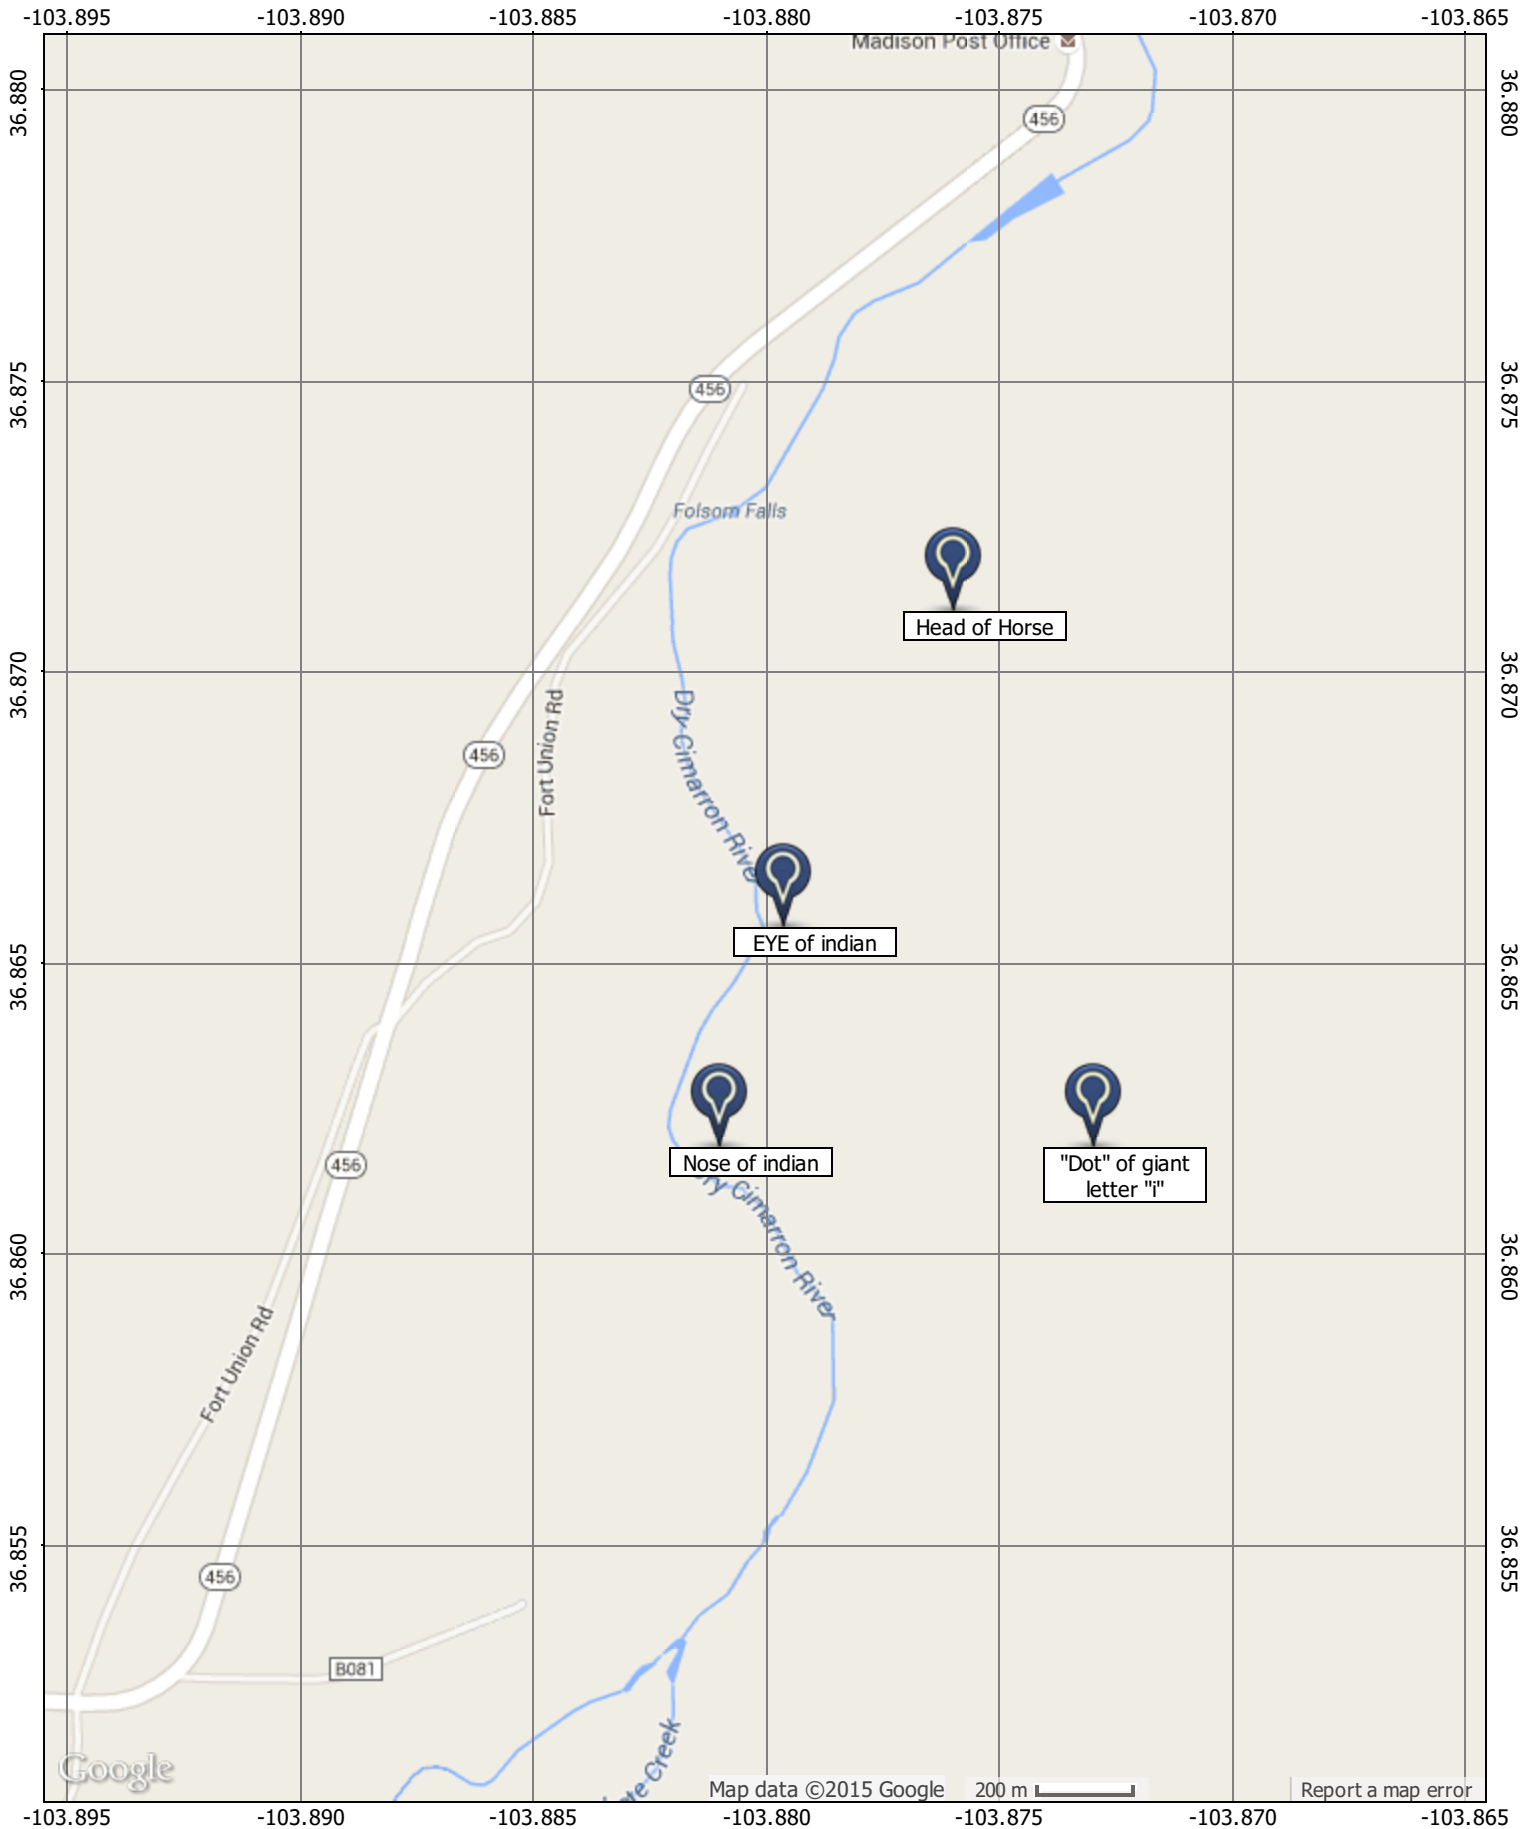 -103.895 -103.890 -103.885 -103.880 -103.875 -103.870 -103.865
Madison Post Office
36.880 36.880
456
36.875 36.875
456
Folsom Falls
Head of Horse
36.870 36.870
Fort Union Rd
Dry Cimarron River
456
EYE of indian
36.865 36.865
Nose of indian
"Dot" of giant
letter "i"
456
Cimarron River
36.860 36.860
Fort Union Rd
36.855 36.855
456
B081
Creek
Google
Map data ©2015 Google
200 m
Report a map error
-103.895 -103.890 -103.885 -103.880 -103.875 -103.870 -103.865